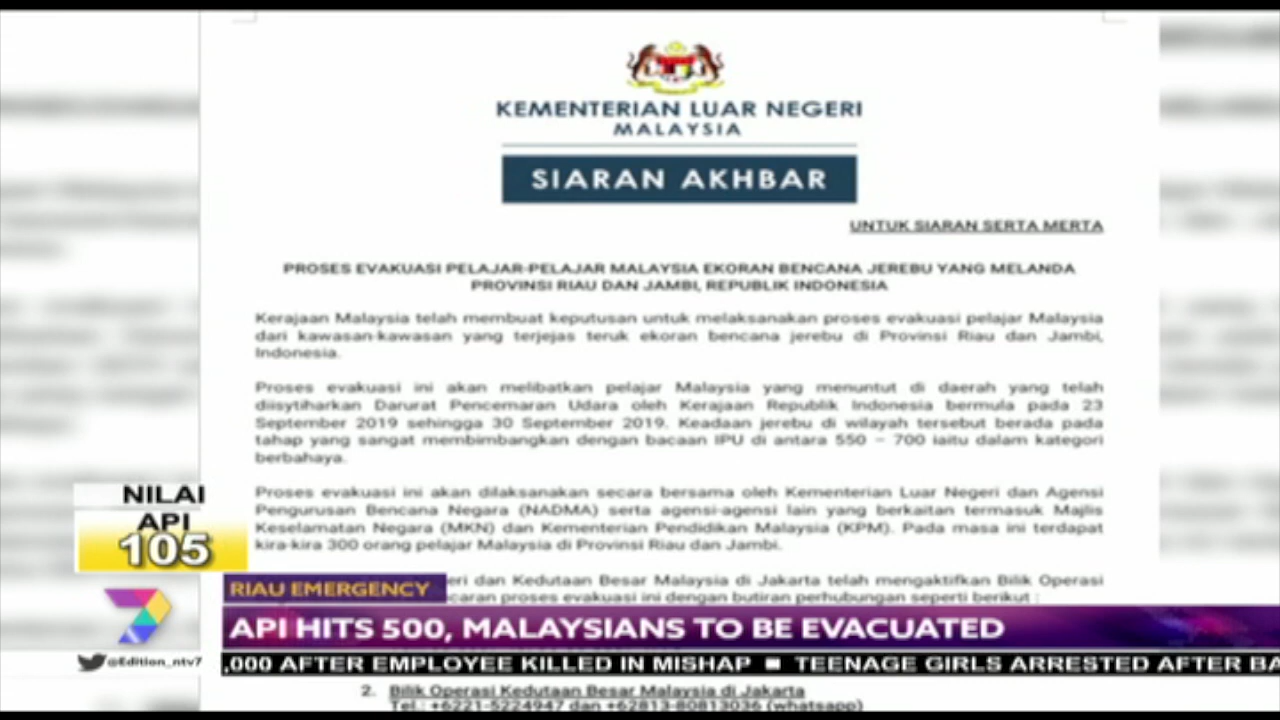 KEMENTERIAN LUAR NEGERI
MALAYSIA
SIARAN AKHBAR
UNTUK SIARAN SERTA MERTA
PROSES EVAKUASI PELAJAR-PELAJAR MALAYSIA EKORAN BENCANA JEREBU YANG MELANDA
PROVINSI RIAU DAN JAMBI, REPUBLIK INDONESIA
Kerajaan Malaysia telah membuat keputusan untuk melaksanakan proses evakuasi pelajar Malaysia
dari kawasan-kawasan yang terjejas teruk ekoran bencana jerebu di Provinsi Riau dan Jambi,
Indonesia.
Proses evakuasi ini akan melibatkan pelajar Malaysia yang menuntut di daerah yang telah
diisytiharkan Darurat Pencemaran Udara oleh Kerajaan Republik Indonesia bermula pada 23
September 2019 sehingga 30 September 2019. Keadaan jerebu di wilayah tersebut berada pada
tahap yang sangat membimbangkan dengan bacaan IPU di antara 550 – 700 iaitu dalam kategori
berbahaya.
Proses evakuasi ini akan dilaksanakan secara bersama oleh Kementerian Luar Negeri dan Agensi
Pengurusan Bencana Negara (NADMA) serta agensi-agensi lain yang berkaitan termasuk Majlis
Keselamatan Negara (MKN) dan Kementerian Pendidikan Malaysia (KPM). Pada masa ini terdapat
kira-kira 300 orang pelajar Malaysia di Provinsi Riau dan Jambi.
eri dan Kedutaan Besar Malaysia di Jakarta telah mengaktifkan Bilik Operasi
caran proses evakuasi ini dengan butiran perhubungan seperti berikut :
NILAI
API
105
RIAU EMERGENCY
API HITS 500, MALAYSIANS TO BE EVACUATED
@Edition_ntv7
,000 AFTER EMPLOYEE KILLED IN MISHAP ■ TEENAGE GIRLS ARRESTED AFTER BA
2. Bilik Operasi Kedutaan Besar Malaysia di Jakarta
Tel.: +6221-5224947 dan +62813-80813036 (whatsapp)